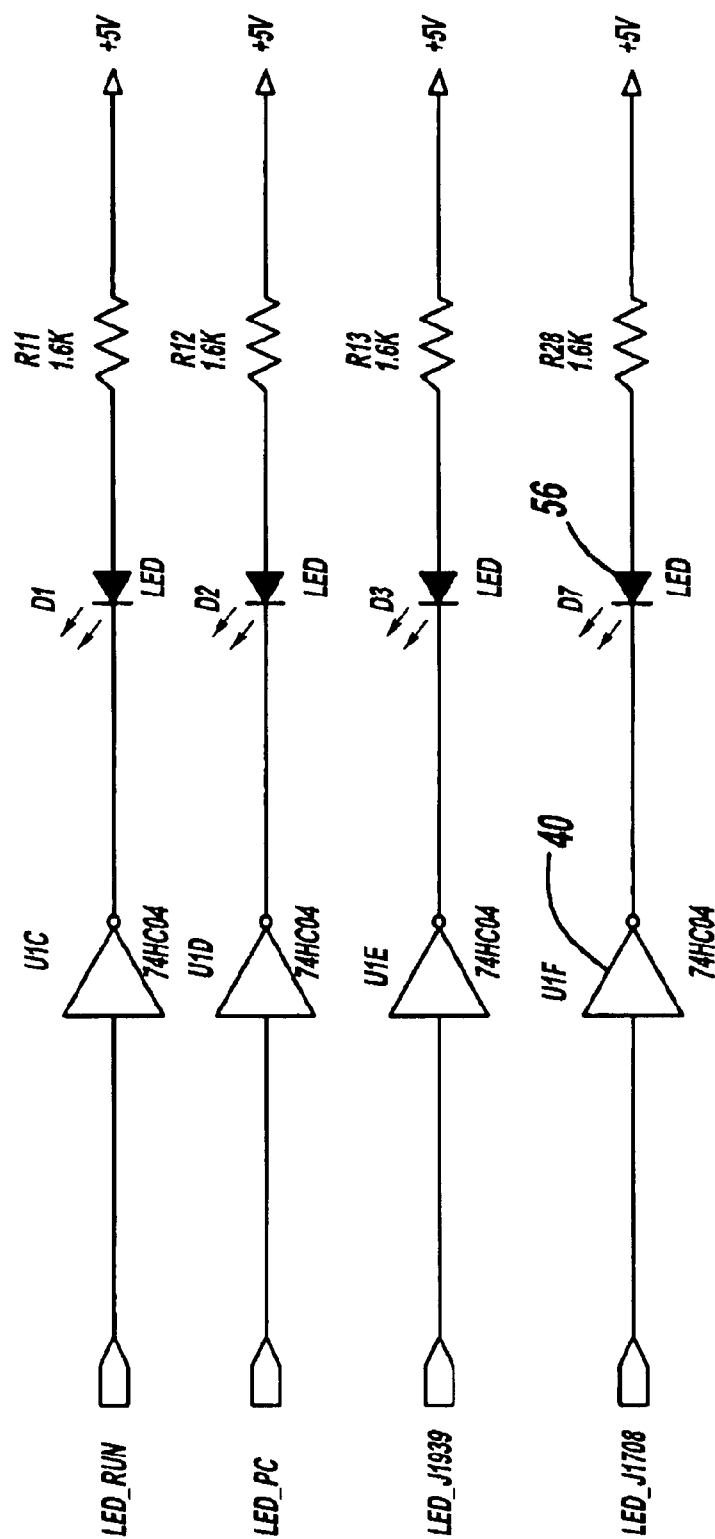 LED_RUN
U1C
74HC04
D1
LED
R11
1.6K
+5V
LED_PC
U1D
74HC04
D2
LED
R12
1.6K
+5V
LED_J1939
U1E
74HC04
D3
LED
R13
1.6K
+5V
LED_J1708
U1F
40
74HC04
D7
56
LED
R28
1.6K
+5V